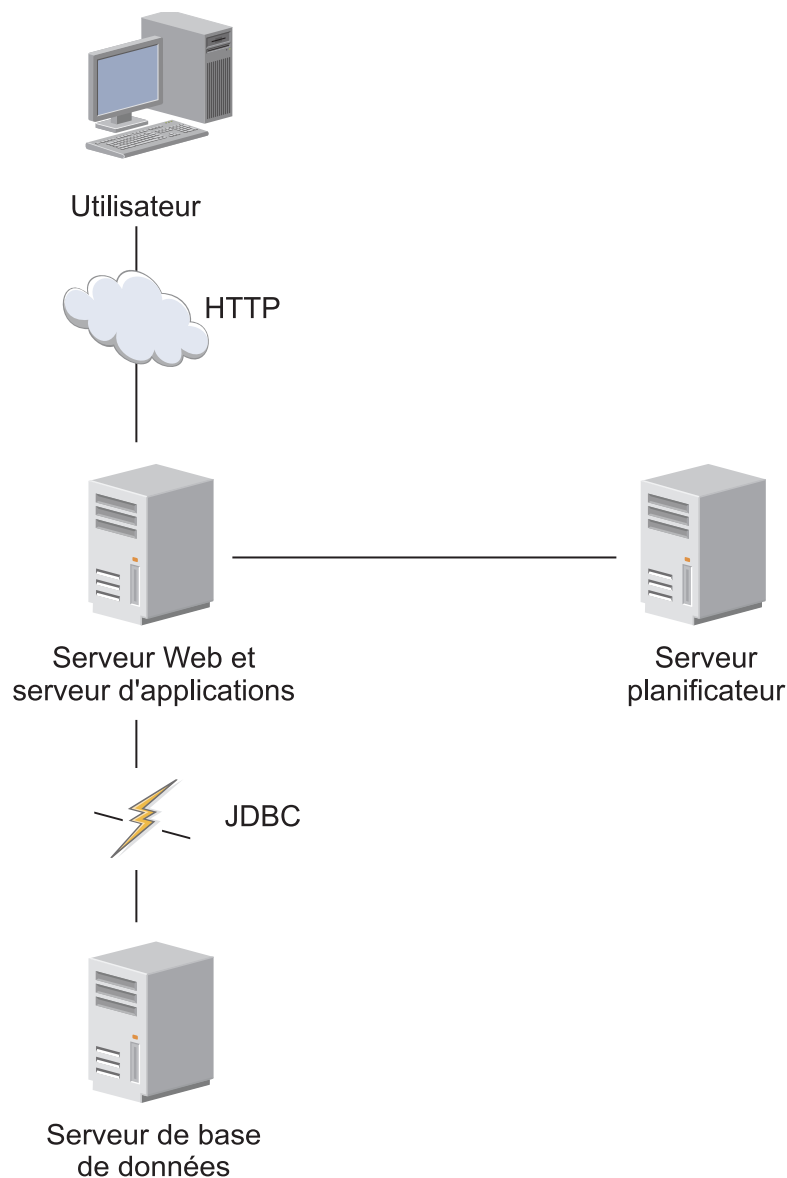 Utilisateur
HTTP
Serveur Web et
serveur d'applications
Serveur
planificateur
JDBC
Serveur de base
de données